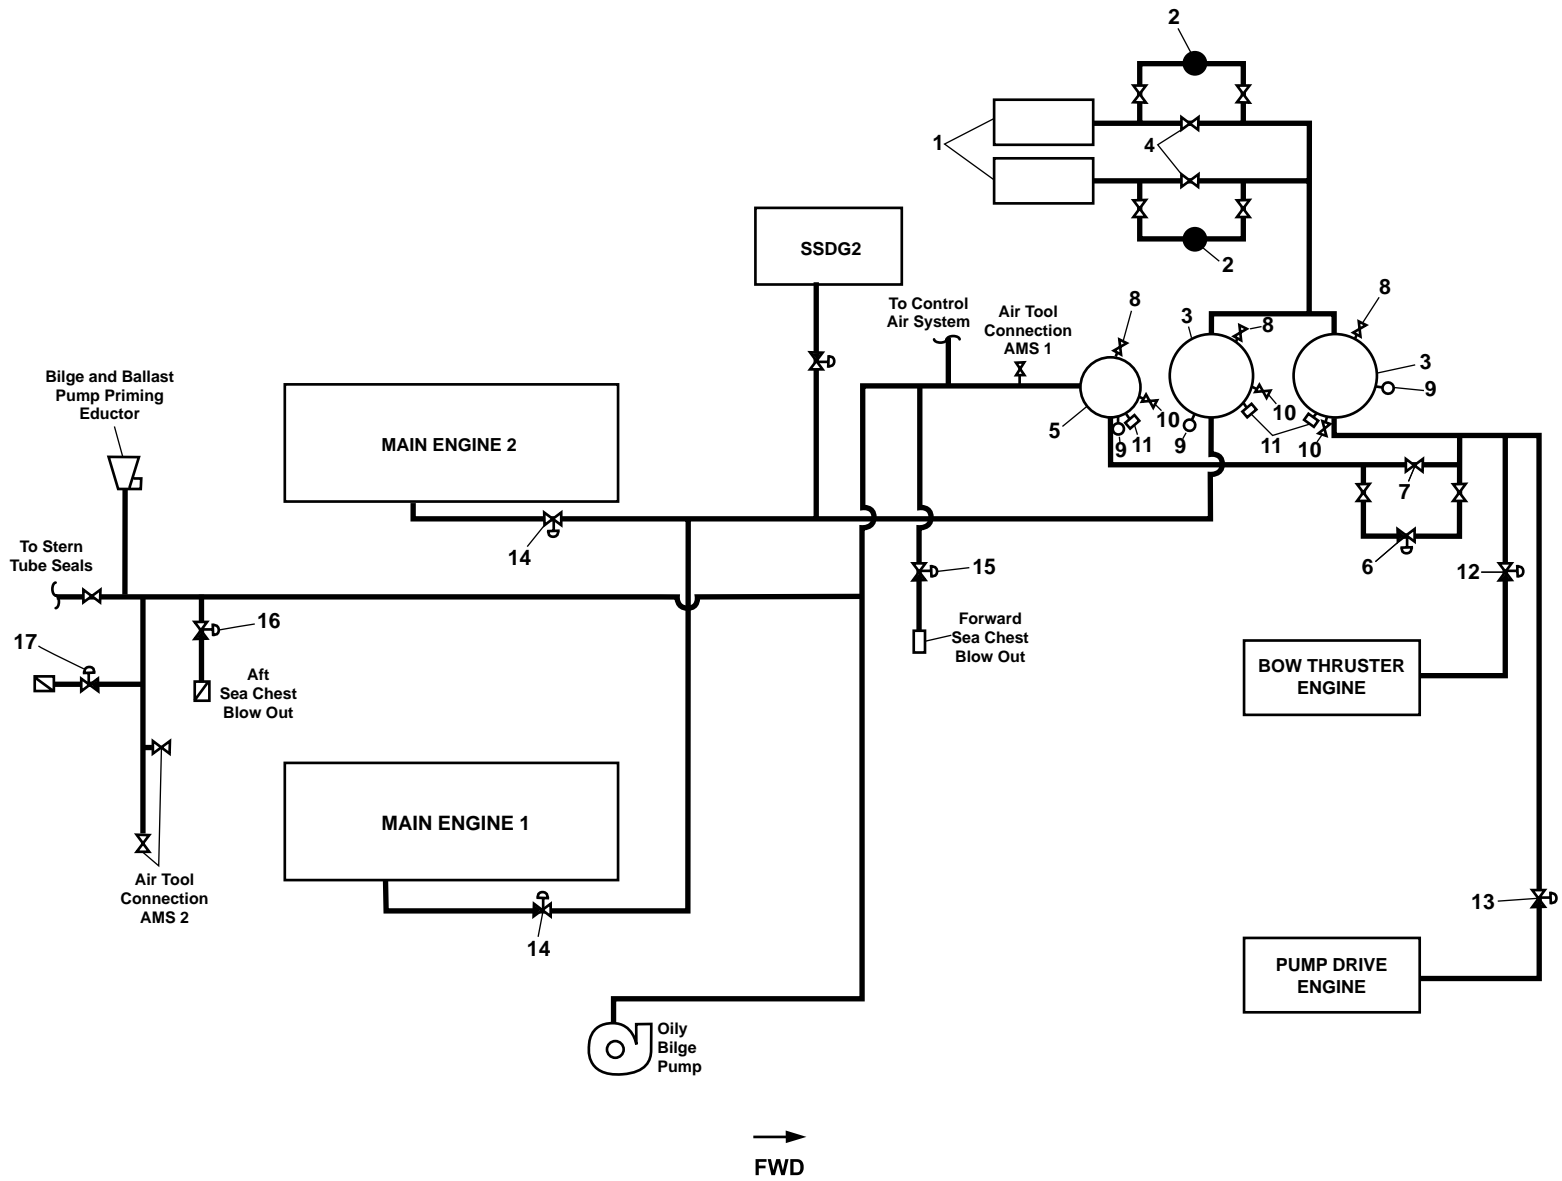 2
1
4
2
SSDG2
To Control
Air System
Air Tool
Connection
AMS 1
8
3
8
8
3
9
5
10
9
11
9
10
11
10
Bilge and Ballast
Pump Priming
Eductor
MAIN ENGINE 2
14
7
6
12
15
To Stern
Tube Seals
16
17
Aft
Sea Chest
Blow Out
Forward
Sea Chest
Blow Out
BOW THRUSTER
ENGINE
MAIN ENGINE 1
14
Air Tool
Connection
AMS 2
13
PUMP DRIVE
ENGINE
Oily
Bilge
Pump
FWD